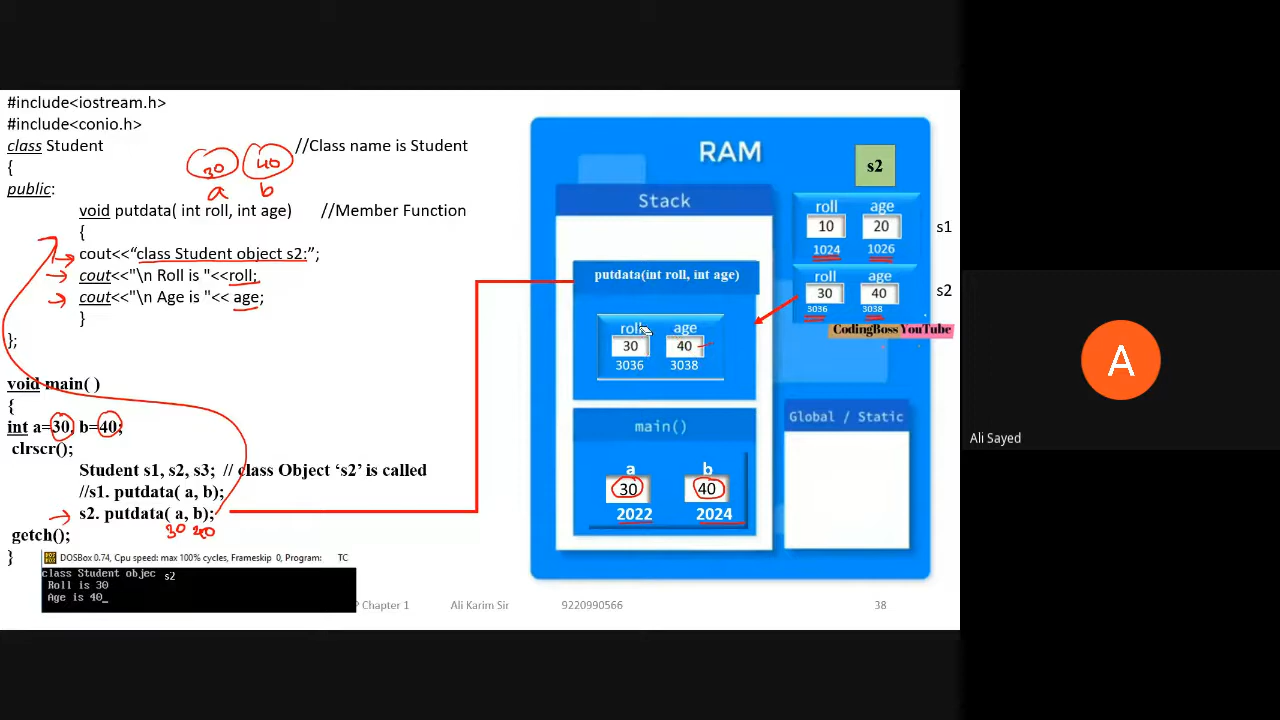 #include<iostream.h>
#include<conio.h>
class Student //Class name is Student
{
30 40
public:
a b
void putdata( int roll, int age) //Member Function
{
cout<<“class Student object s2:”;
cout<<"\n Roll is "<<roll;
cout<<"\n Age is "<< age;
}
};
void main( )
{
int a=30, b=40;
clrscr();
Student s1, s2, s3; // class Object ‘s2’ is called
//s1. putdata( a, b);
s2. putdata( a, b);
30 40
getch();
}
DOSBox 0.74, Cpu speed: max 100% cycles, Frameskip 0, Program: TC
class Student objec s2
Roll is 30
Age is 40_
P Chapter 1 Ali Karim Sir 9220990566 38
RAM
s2
Stack
roll age
10 20 s1
1024 1026
roll age
30 40 s2
3036 3038
CodingBoss YouTube
putdata(int roll, int age)
roll age
30 40
3036 3038
main()
a b
30 40
2022 2024
Global / Static
A
Ali Sayed